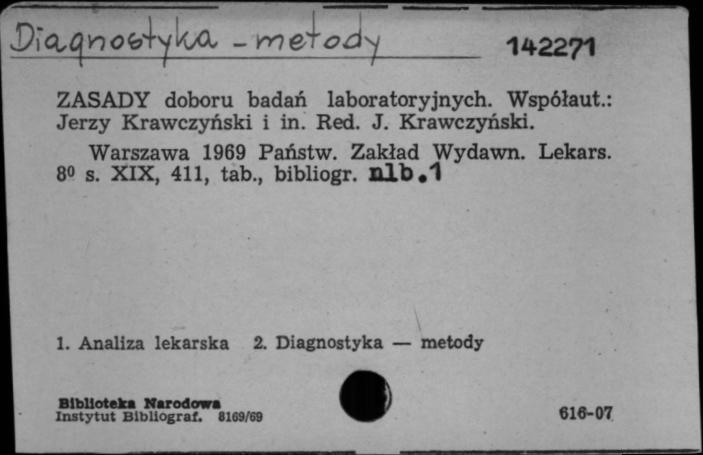 Diagnostyka - metody
142271
ZASADY doboru badań laboratoryjnych. Współaut.:
Jerzy Krawczyński i in. Red. J. Krawczyński.
Warszawa 1969 Państw. Zakład Wydawn. Lekars.
8⁰ s. XIX, 411, tab., bibliogr. nlb.1
1. Analiza lekarska 2. Diagnostyka — metody
Biblioteka Narodowa
Instytut Bibliograf. 8169/69
616-07